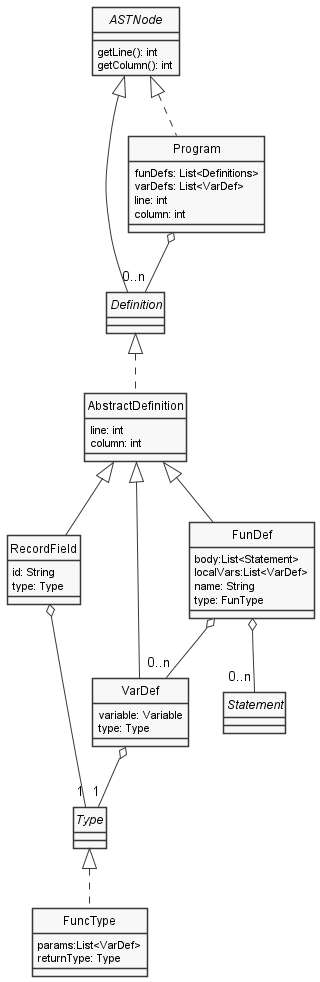 ASTNode
getLine(): int
getColumn(): int
Program
funDefs: List<Definitions>
varDefs: List<VarDef>
line: int
column: int
0..n
Definition
AbstractDefinition
line: int
column: int
RecordField
id: String
type: Type
FunDef
body:List<Statement>
localVars:List<VarDef>
name: String
type: FunType
0..n
0..n
VarDef
variable: Variable
type: Type
Statement
1
1
Type
FuncType
params:List<VarDef>
returnType: Type